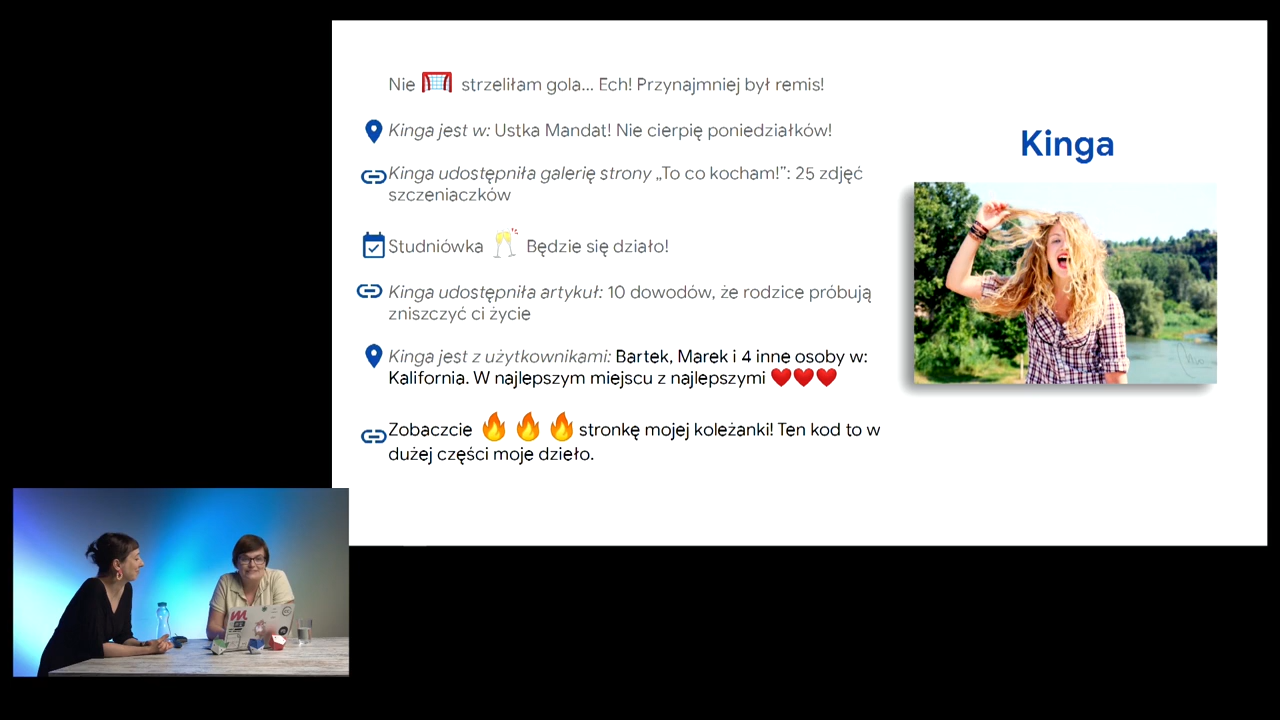 Nie strzeliłam gola... Ech! Przynajmniej był remis!
Kinga jest w: Ustka Mandat! Nie cierpię poniedziałków!
Kinga udostępniła galerię strony „To co kocham!”: 25 zdjęć
szczeniaczków
Studniówka Będzie się działo!
Kinga udostępniła artykuł: 10 dowodów, że rodzice próbują
zniszczyć ci życie
Kinga jest z użytkownikami: Bartek, Marek i 4 inne osoby w:
Kalifornia. W najlepszym miejscu z najlepszymi ❤️❤️❤️
Zobaczcie 🔥 🔥 🔥 stronkę mojej koleżanki! Ten kod to w
dużej części moje dzieło.
Kinga